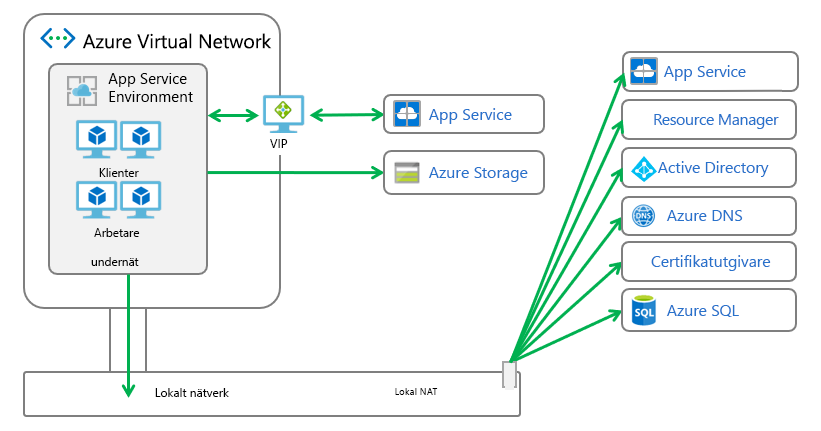 Azure Virtual Network
App Service
Environment
Klienter
Arbetare
undernät
VIP
App Service
Azure Storage
App Service
Resource Manager
Active Directory
DNS
Azure DNS
Certifikatutgivare
SQL
Azure SQL
Lokalt nätverk
Lokal NAT